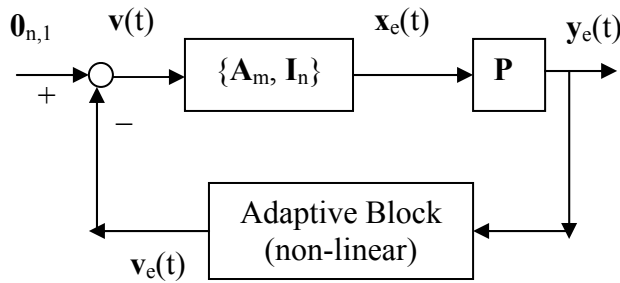 0n,1
v(t)
xe(t)
ye(t)
{Am, In}
P
+
−
Adaptive Block
(non-linear)
ve(t)